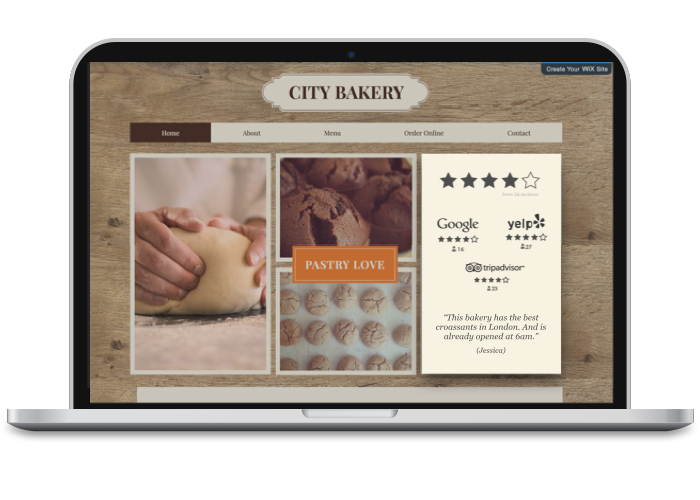 Create Your WiX Site
CITY BAKERY
Home
About
Menu
Order Online
Contact
PASTRY LOVE
Google
16
yelp
27
tripadvisor
23
"This bakery has the best
croassants in London. And is
already opened at 6am."
(Jessica)